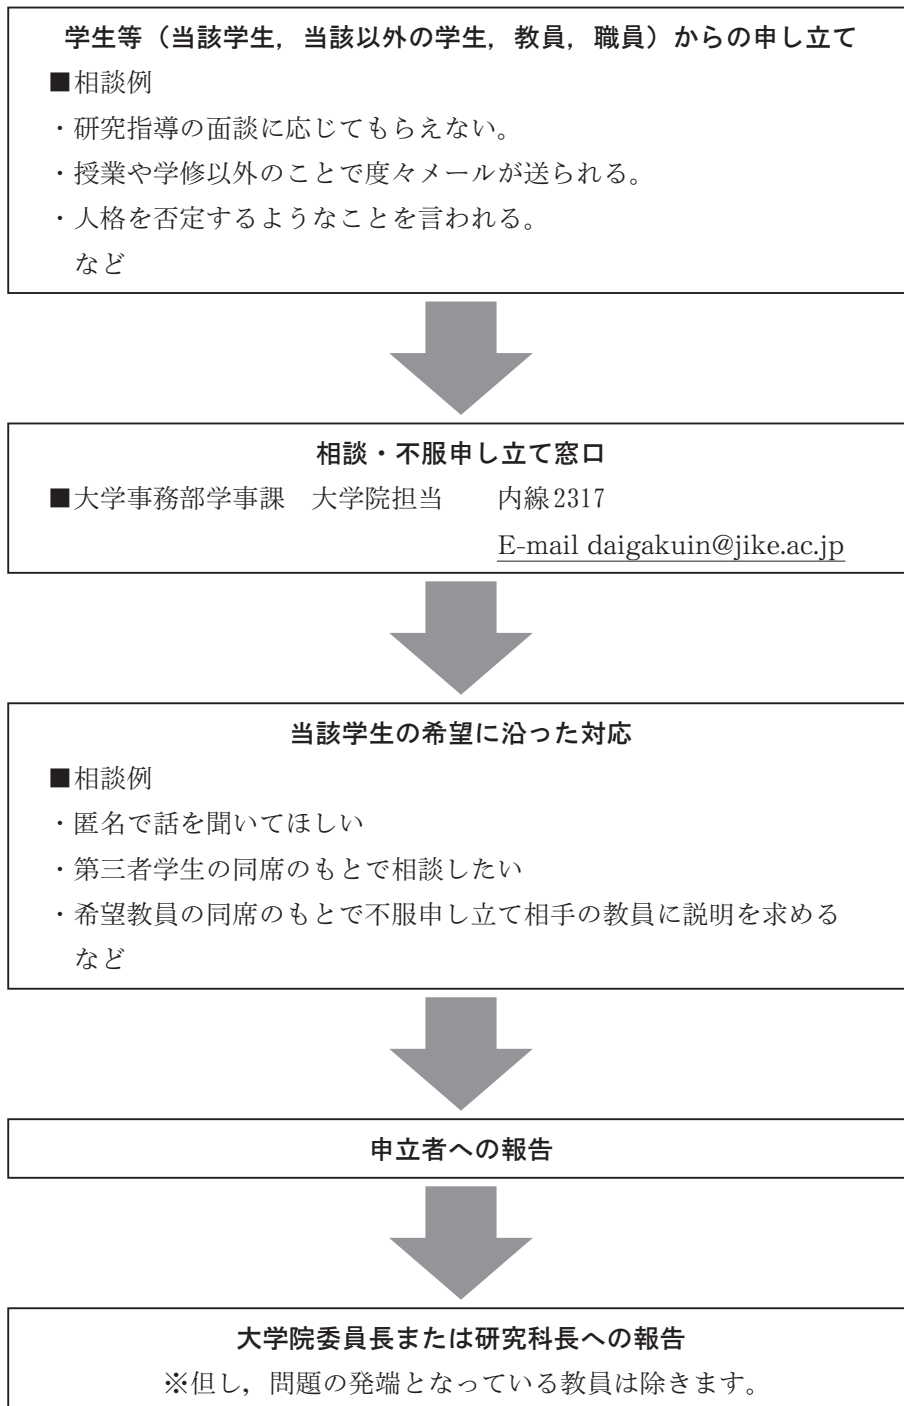 学生等（当該学生，当該以外の学生，教員，職員）からの申し立て
■相談例
・研究指導の面談に応じてもらえない。
・授業や学修以外のことで度々メールが送られる。
・人格を否定するようなことを言われる。
など
相談・不服申し立て窓口
■大学事務部学事課　大学院担当　　内線2317
E-mail daigakuin@jike.ac.jp
当該学生の希望に沿った対応
■相談例
・匿名で話を聞いてほしい
・第三者学生の同席のもとで相談したい
・希望教員の同席のもとで不服申し立て相手の教員に説明を求める
など
申立者への報告
大学院委員長または研究科長への報告
※但し，問題の発端となっている教員は除きます。